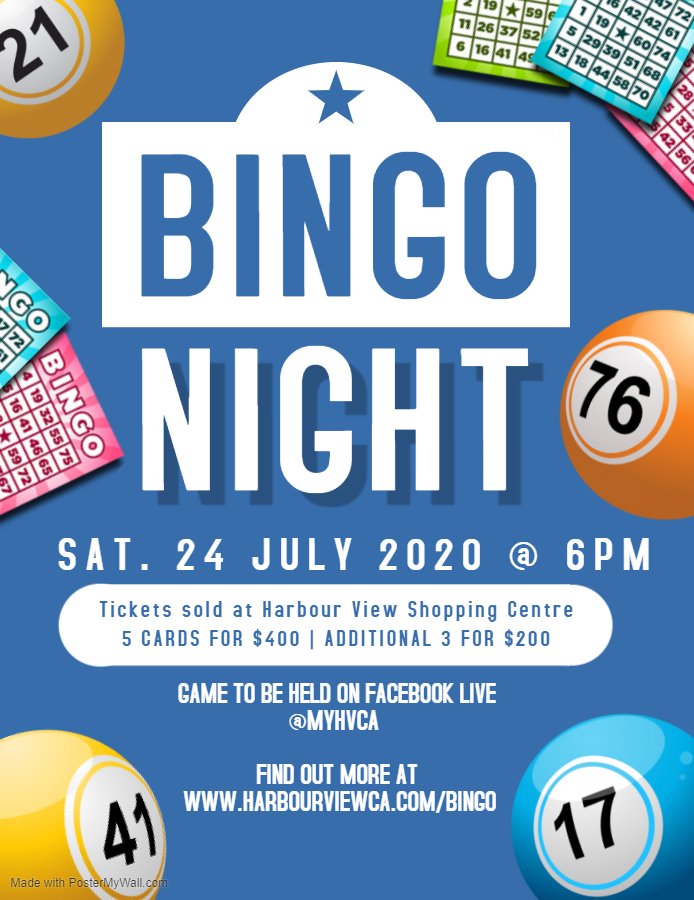 21
BINGO
NIGHT
76
SAT. 24 JULY 2020 @ 6PM
Tickets sold at Harbour View Shopping Centre
5 CARDS FOR $400 | ADDITIONAL 3 FOR $200
GAME TO BE HELD ON FACEBOOK LIVE
@MYHVCA
FIND OUT MORE AT
WWW.HARBOURVIEWCA.COM/BINGO
41
17
BINGO
Made with PosterMyWall.com